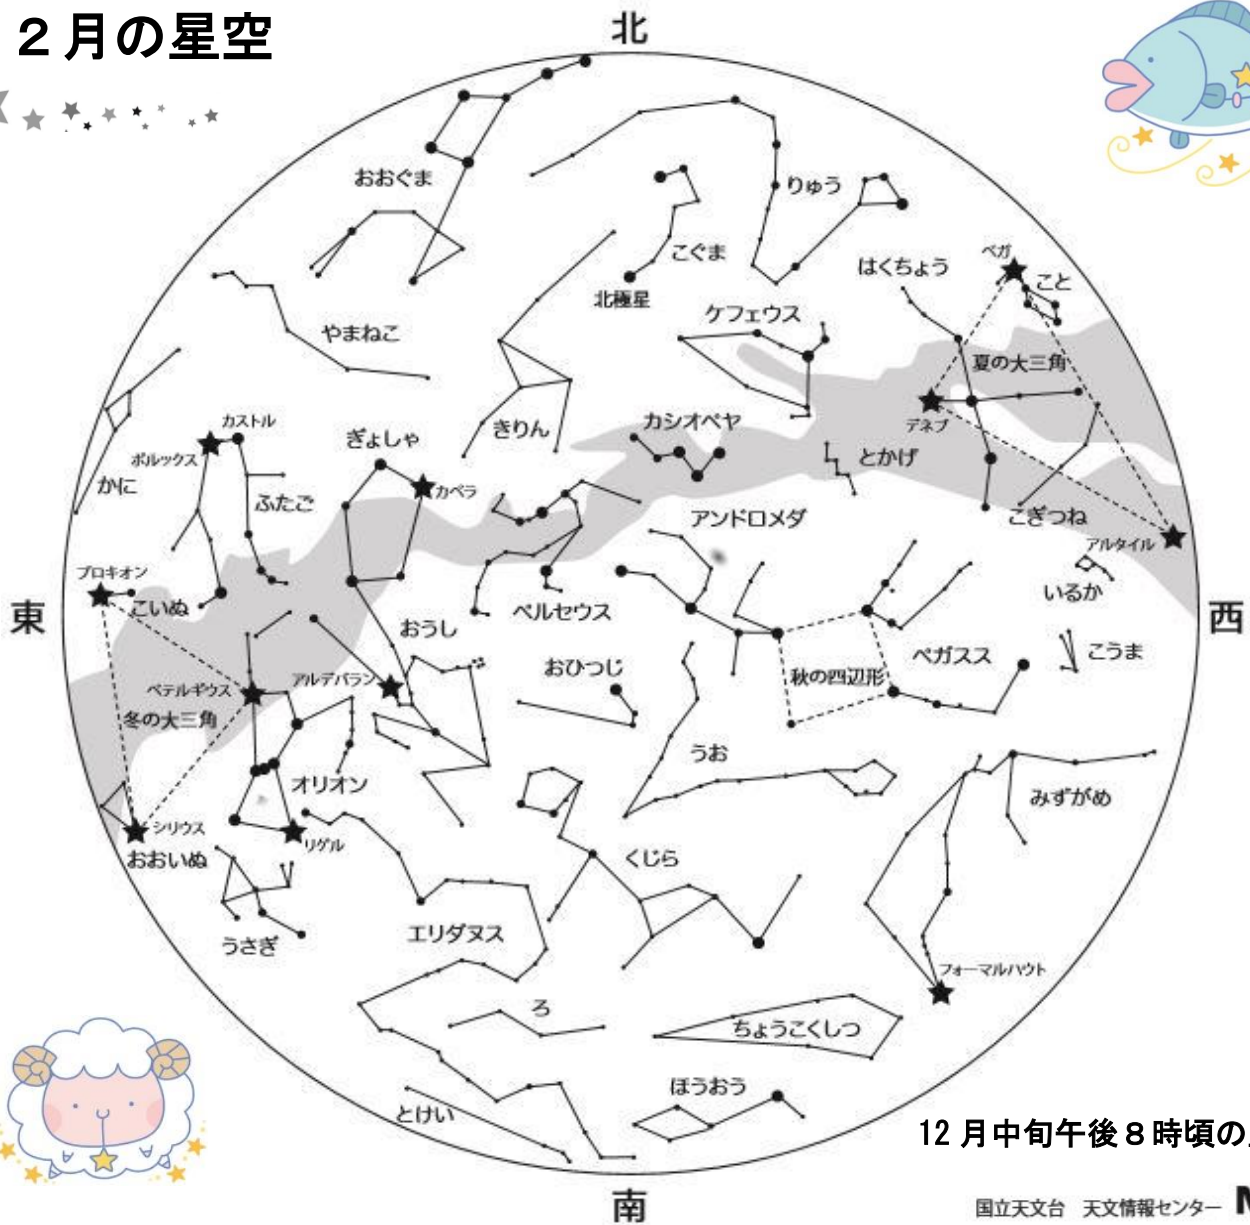 ２月の星空
北
おおぐま
りゅう
こぐま
北極星
はくちょう
ベガ
こと
ケフェウス
やまねこ
夏の大三角
デネブ
きりん
カシオペヤ
とかげ
カストル
ポルックス
ぎょしゃ
カペラ
かに
ふたご
アンドロメダ
こぎつね
アルタイル
いるか
プロキオン
こいぬ
東
西
ペルセウス
おうし
おひつじ
ペガスス
こうま
秋の四辺形
アルデバラン
ベテルギウス
冬の大三角
うお
オリオン
みずがめ
シリウス
リゲル
おおいぬ
くじら
うさぎ
エリダヌス
フォーマルハウト
ろ
ちょうこくしつ
ほうおう
とけい
12月中旬午後８時頃の
国立天文台　天文情報センター
南